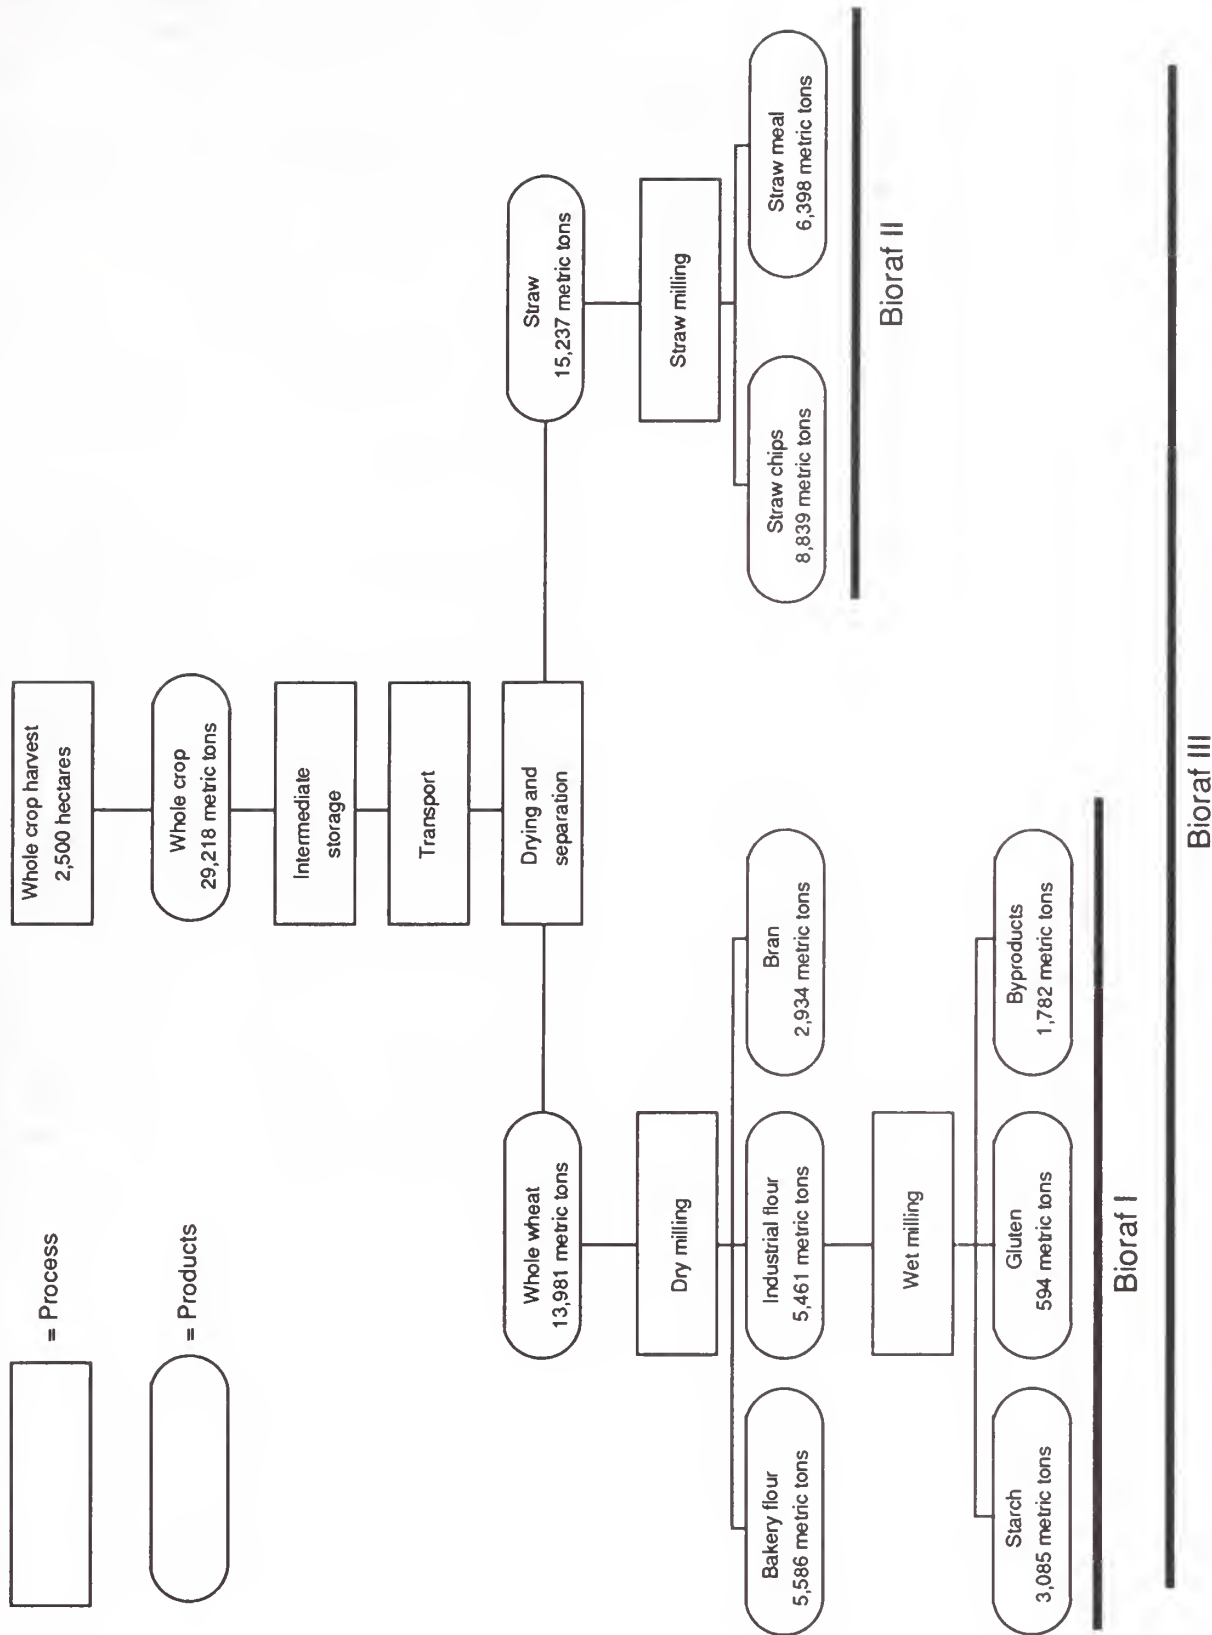 = Process
= Products
Whole crop harvest
2,500 hectares
Whole crop
29,218 metric tons
Intermediate
storage
Transport
Drying and
separation
Whole wheat
13,981 metric tons
Straw
15,237 metric tons
Dry milling
Straw milling
Bakery flour
5,586 metric tons
Industrial flour
5,461 metric tons
Bran
2,934 metric tons
Straw chips
8,839 metric tons
Straw meal
6,398 metric tons
Wet milling
Bioraf II
Starch
3,085 metric tons
Gluten
594 metric tons
Byproducts
1,782 metric tons
Bioraf I
Bioraf III